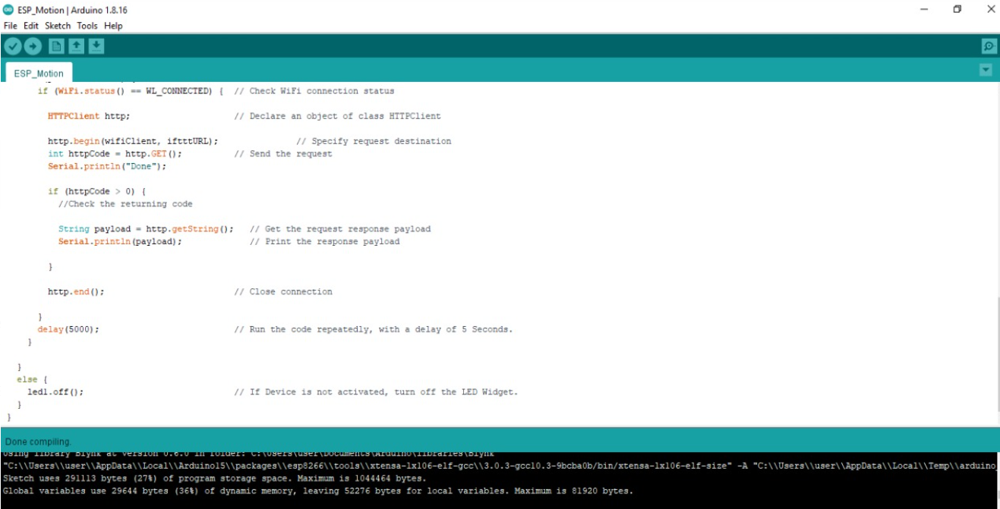 ESP_Motion | Arduino 1.8.16
File Edit Sketch Tools Help
ESP_Motion
if (WiFi.status() == WL_CONNECTED) {  // Check WiFi connection status
HTTPClient http;                    // Declare an object of class HTTPClient
http.begin(wifiClient, iftttURL);               // Specify request destination
int httpCode = http.GET();          // Send the request
Serial.println("Done");
if (httpCode > 0) {
//Check the returning code
String payload = http.getString();   // Get the request response payload
Serial.println(payload);             // Print the response payload
}
http.end();                         // Close connection
}
delay(5000);                          // Run the code repeatedly, with a delay of 5 Seconds.
}
}
else {
led1.off();                             // If Device is not activated, turn off the LED Widget.
}
}
Done compiling.
Using library Blynk at version 0.6.0 in folder: C:\Users\user\Documents\Arduino\libraries\Blynk
"C:\\Users\\user\\AppData\\Local\\Arduino15\\packages\\esp8266\\tools\\xtensa-lx106-elf-gcc\\3.0.3-gcc10.3-9bcba0b/bin/xtensa-lx106-elf-size" -A "C:\\Users\\user\\AppData\\Local\\Temp\\arduino_
Sketch uses 291113 bytes (27%) of program storage space. Maximum is 1044464 bytes.
Global variables use 29644 bytes (36%) of dynamic memory, leaving 52276 bytes for local variables. Maximum is 81920 bytes.